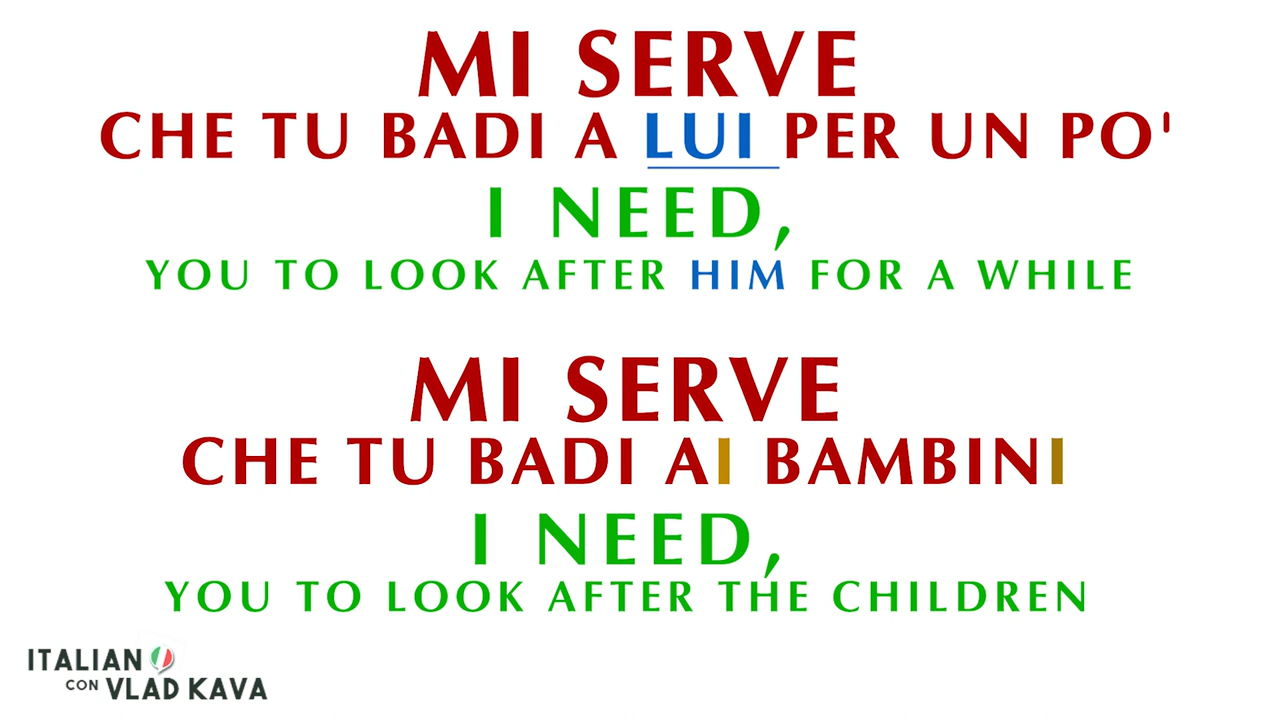 MI SERVE
CHE TU BADI A LUI PER UN PO'
I NEED,
YOU TO LOOK AFTER HIM FOR A WHILE
MI SERVE
CHE TU BADI AI BAMBINI
I NEED,
YOU TO LOOK AFTER THE CHILDREN
ITALIAN
CON VLAD KAVA